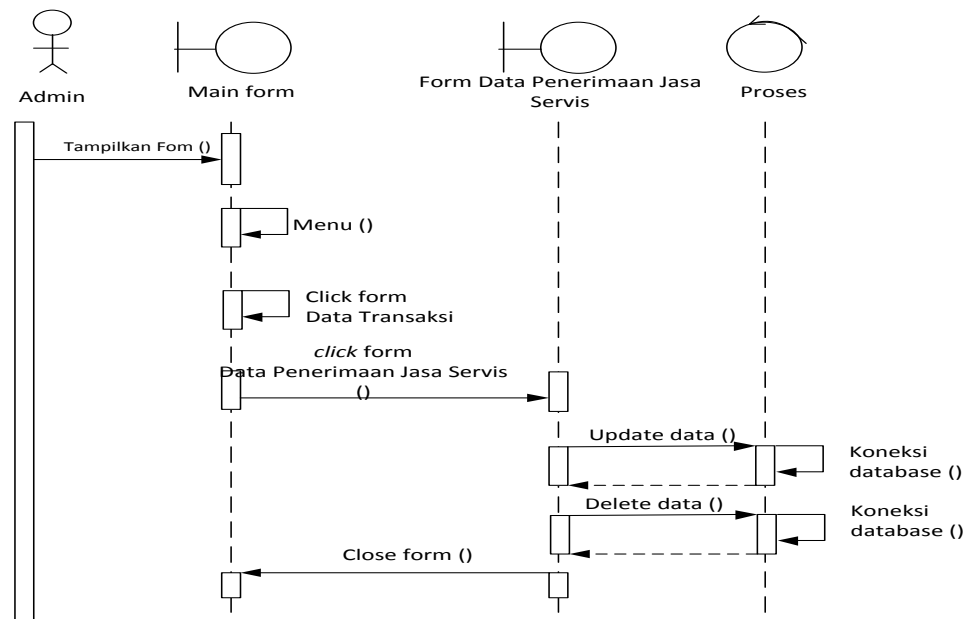 Admin
Main form
Form Data Penerimaan Jasa
Servis
Proses
Tampilkan Fom ()
Menu ()
Click form
Data Transaksi
click form
Data Penerimaan Jasa Servis
()
Update data ()
Koneksi
database ()
Delete data ()
Koneksi
database ()
Close form ()